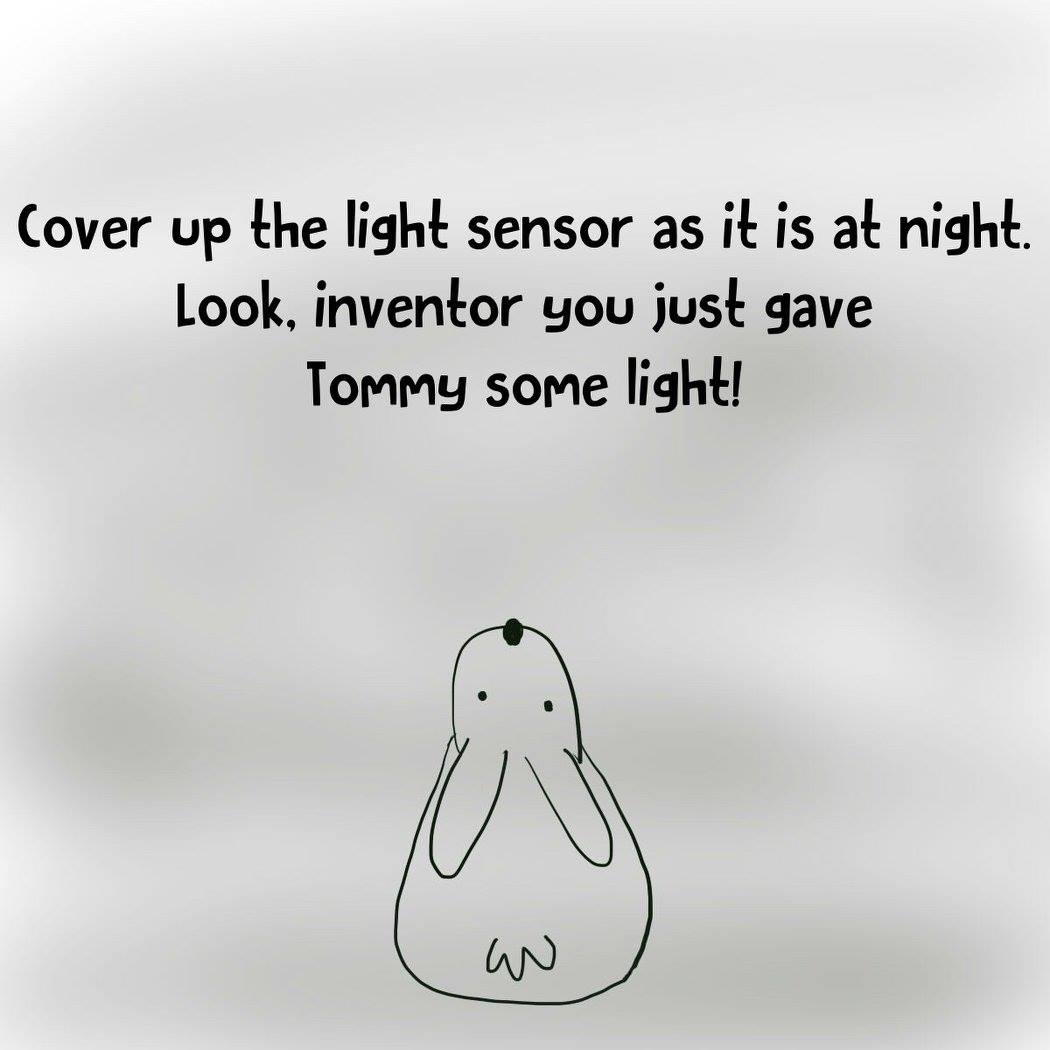 Cover up the light sensor as it is at night.
Look, inventor you just gave
Tommy some light!